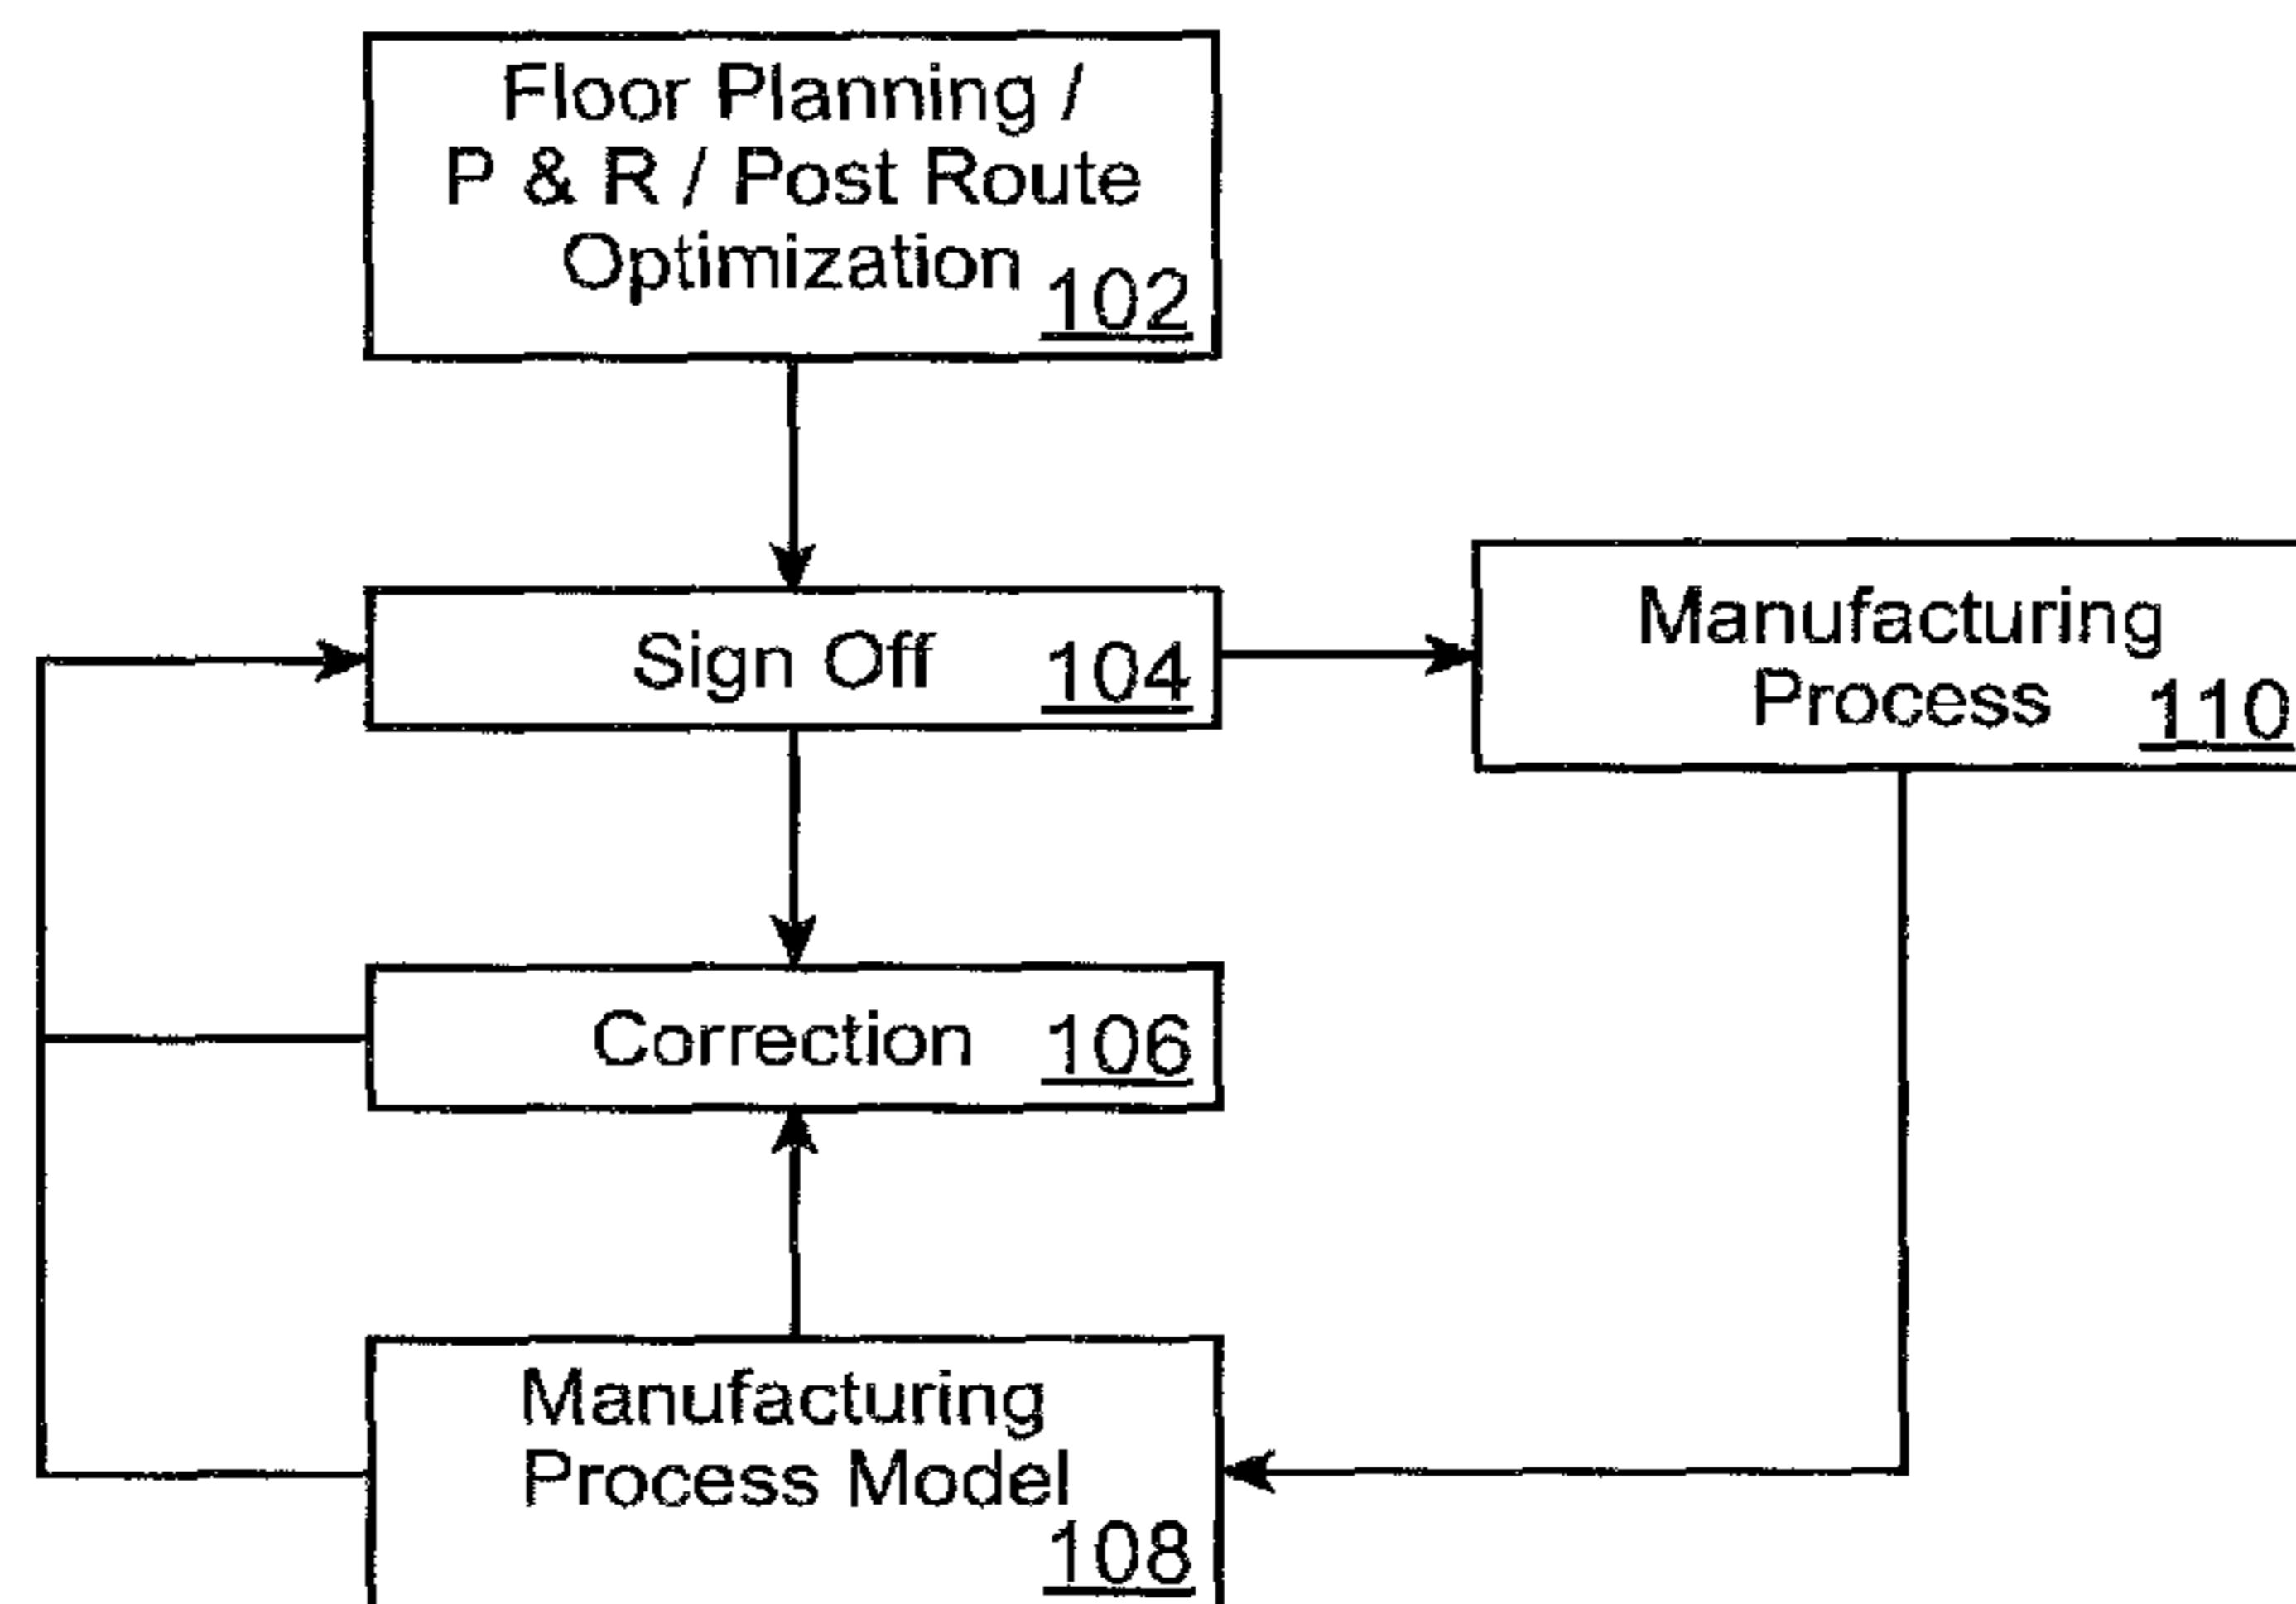 Floor Planning /
P & R / Post Route
Optimization
102
Sign Off 104
Manufacturing
Process 110
Correction 106
Manufacturing
Process Model
108